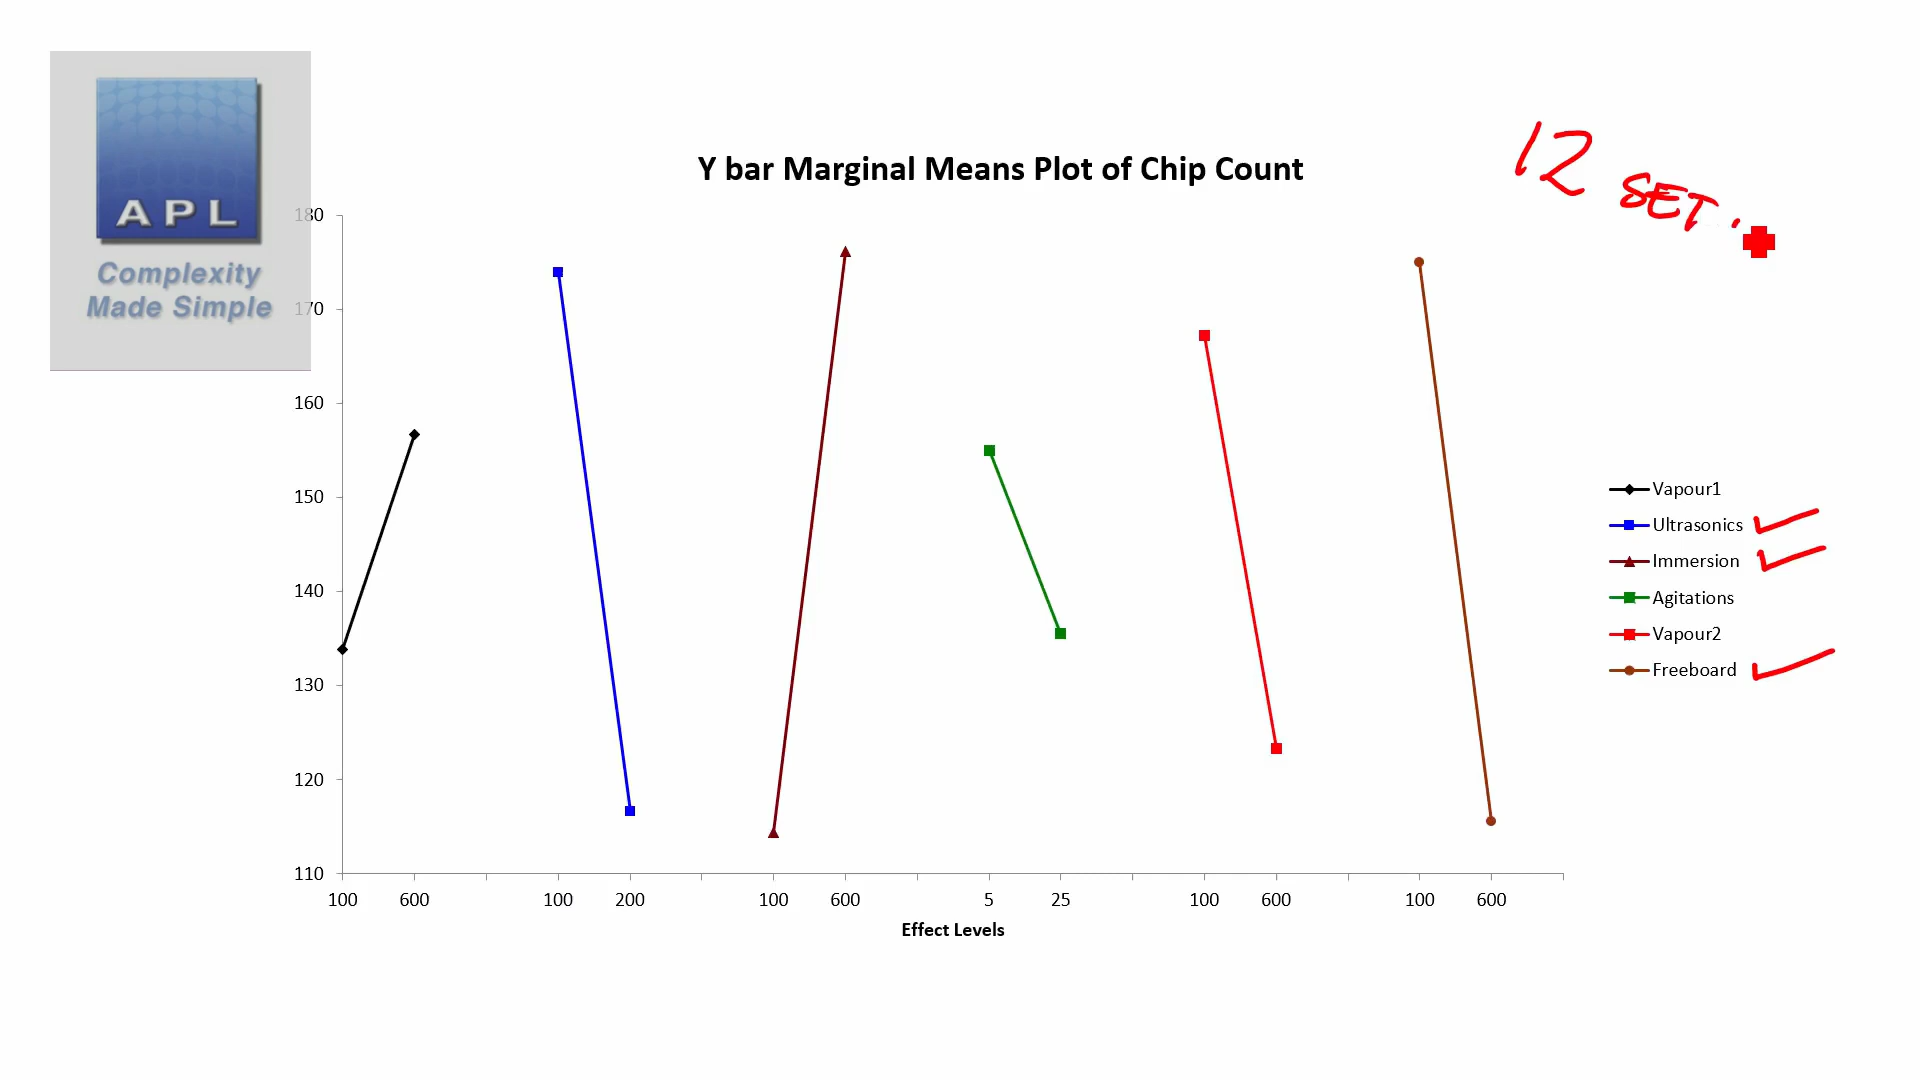 APL
Complexity
Made Simple
Y bar Marginal Means Plot of Chip Count
12 SET..
180
170
160
150
140
130
120
110
100 600 100 200 100 600 5 25 100 600 100 600
Effect Levels
Vapour1
Ultrasonics
Immersion
Agitations
Vapour2
Freeboard